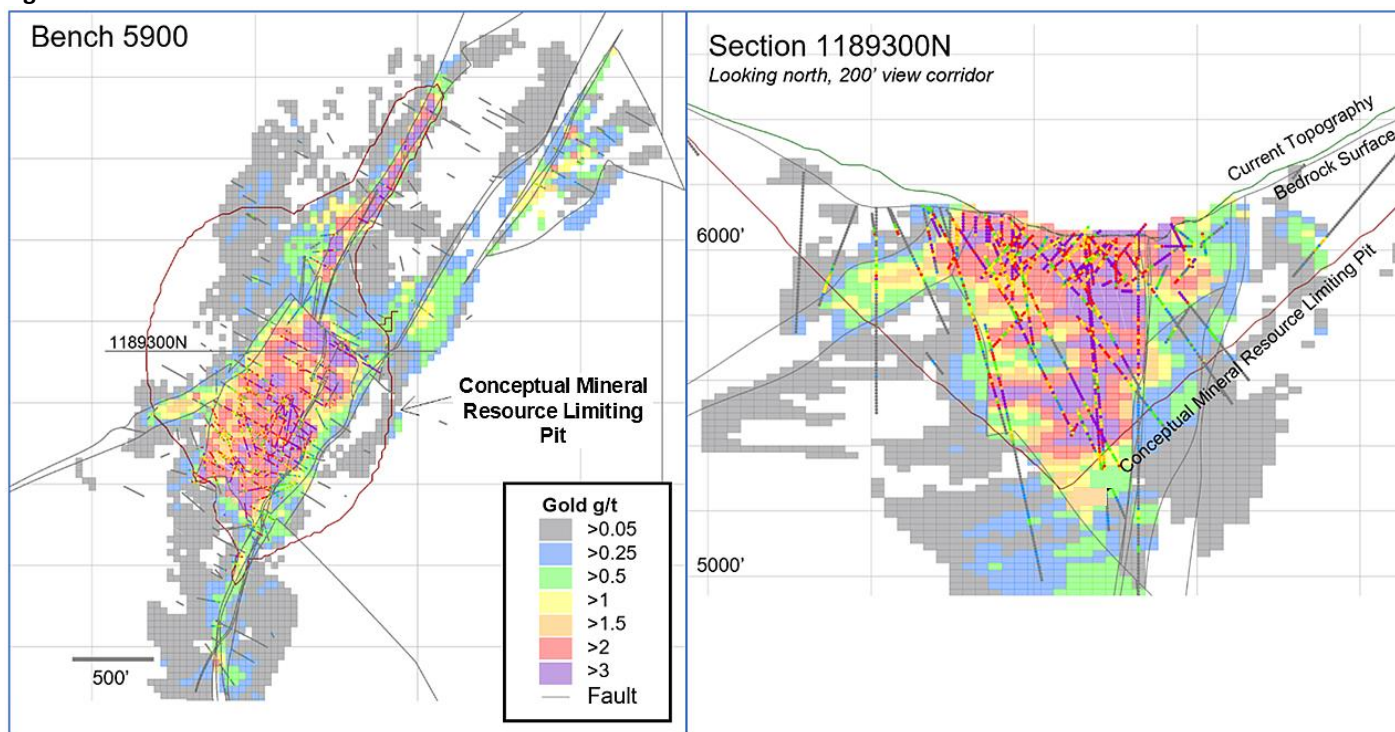 Bench 5900
1189300N
Conceptual Mineral
Resource Limiting
Pit
500'
Gold g/t
>0.05
>0.25
>0.5
>1
>1.5
>2
>3
Fault
Section 1189300N
Looking north, 200' view corridor
Current Topography
Bedrock Surface
6000'
Conceptual Mineral Resource Limiting Pit
5000'